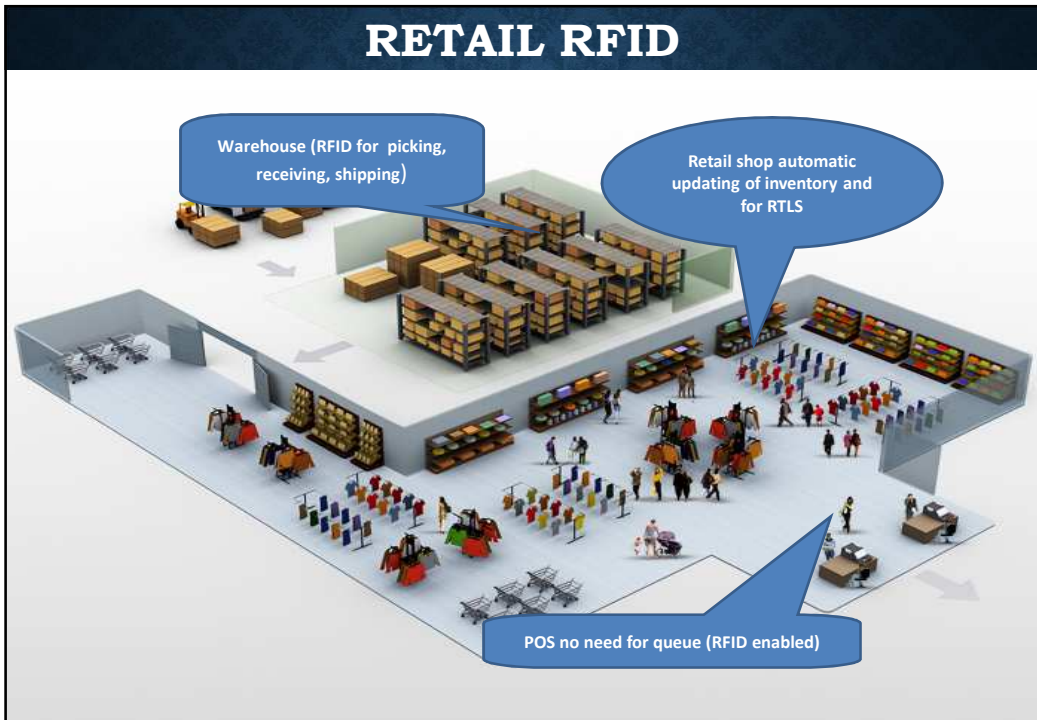 RETAIL RFID
Warehouse (RFID for picking,
receiving, shipping)
Retail shop automatic
updating of inventory and
for RTLS
POS no need for queue (RFID enabled)